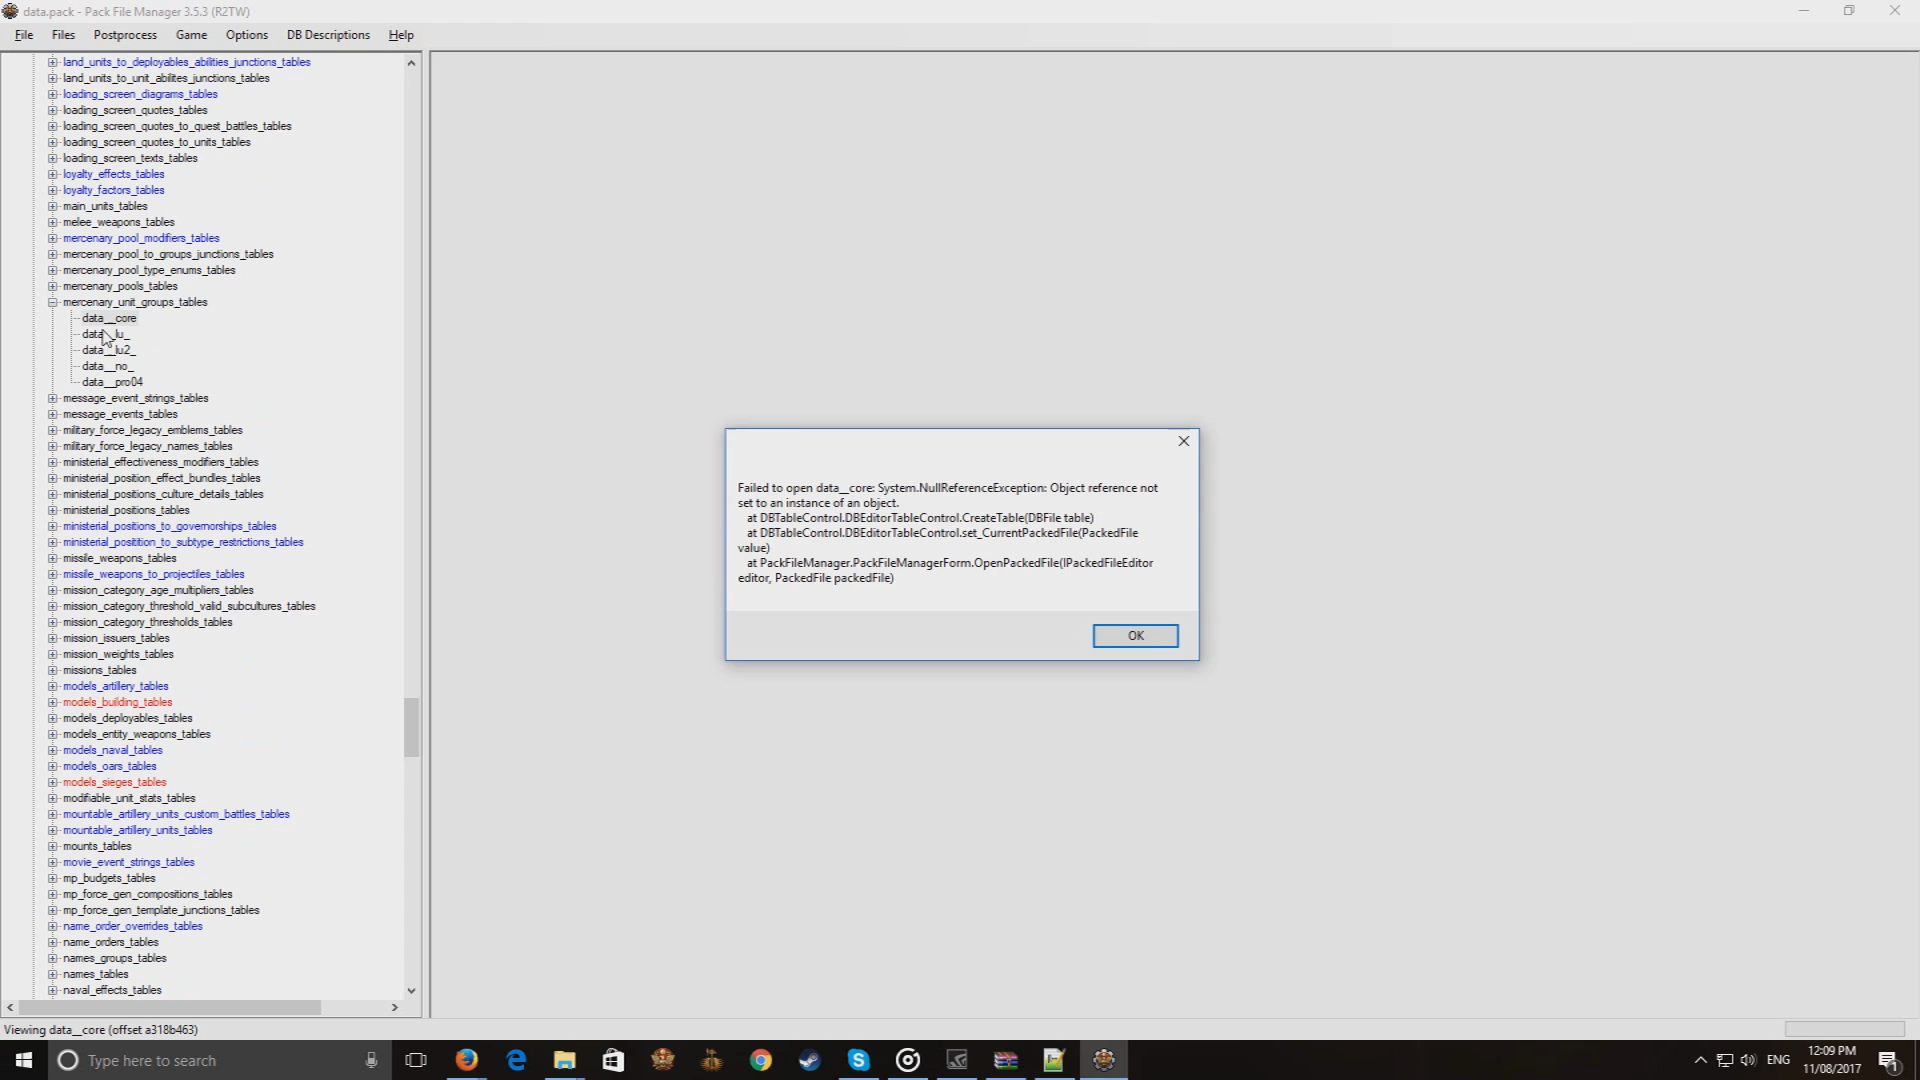 data.pack - Pack File Manager 3.5.3 (R2TW)
File Files Postprocess Game Options DB Descriptions Help
land_units_to_deployables_abilities_junctions_tables
land_units_to_unit_abilites_junctions_tables
loading_screen_diagrams_tables
loading_screen_quotes_tables
loading_screen_quotes_to_quest_battles_tables
loading_screen_quotes_to_units_tables
loading_screen_texts_tables
loyalty_effects_tables
loyalty_factors_tables
main_units_tables
melee_weapons_tables
mercenary_pool_modifiers_tables
mercenary_pool_to_groups_junctions_tables
mercenary_pool_type_enums_tables
mercenary_pools_tables
mercenary_unit_groups_tables
data__core
data__lu_
data__lu2_
data__no_
data__pro04
message_event_strings_tables
message_events_tables
military_force_legacy_emblems_tables
military_force_legacy_names_tables
ministerial_effectiveness_modifiers_tables
ministerial_position_effect_bundles_tables
ministerial_positions_culture_details_tables
ministerial_positions_tables
ministerial_positions_to_governorships_tables
ministerial_positition_to_subtype_restrictions_tables
missile_weapons_tables
missile_weapons_to_projectiles_tables
mission_category_age_multipliers_tables
mission_category_threshold_valid_subcultures_tables
mission_category_thresholds_tables
mission_issuers_tables
mission_weights_tables
missions_tables
models_artillery_tables
models_building_tables
models_deployables_tables
models_entity_weapons_tables
models_naval_tables
models_oars_tables
models_sieges_tables
modifiable_unit_stats_tables
mountable_artillery_units_custom_battles_tables
mountable_artillery_units_tables
mounts_tables
movie_event_strings_tables
mp_budgets_tables
mp_force_gen_compositions_tables
mp_force_gen_template_junctions_tables
name_order_overrides_tables
name_orders_tables
names_groups_tables
names_tables
naval_effects_tables
Failed to open data__core: System.NullReferenceException: Object reference not
set to an instance of an object.
at DBTableControl.DBEditorTableControl.CreateTable(DBFile table)
at DBTableControl.DBEditorTableControl.set_CurrentPackedFile(PackedFile
value)
at PackFileManager.PackFileManagerForm.OpenPackedFile(IPackedFileEditor
editor, PackedFile packedFile)
OK
Viewing data__core (offset a318b463)
Type here to search
ENG
12:09 PM
11/08/2017
1